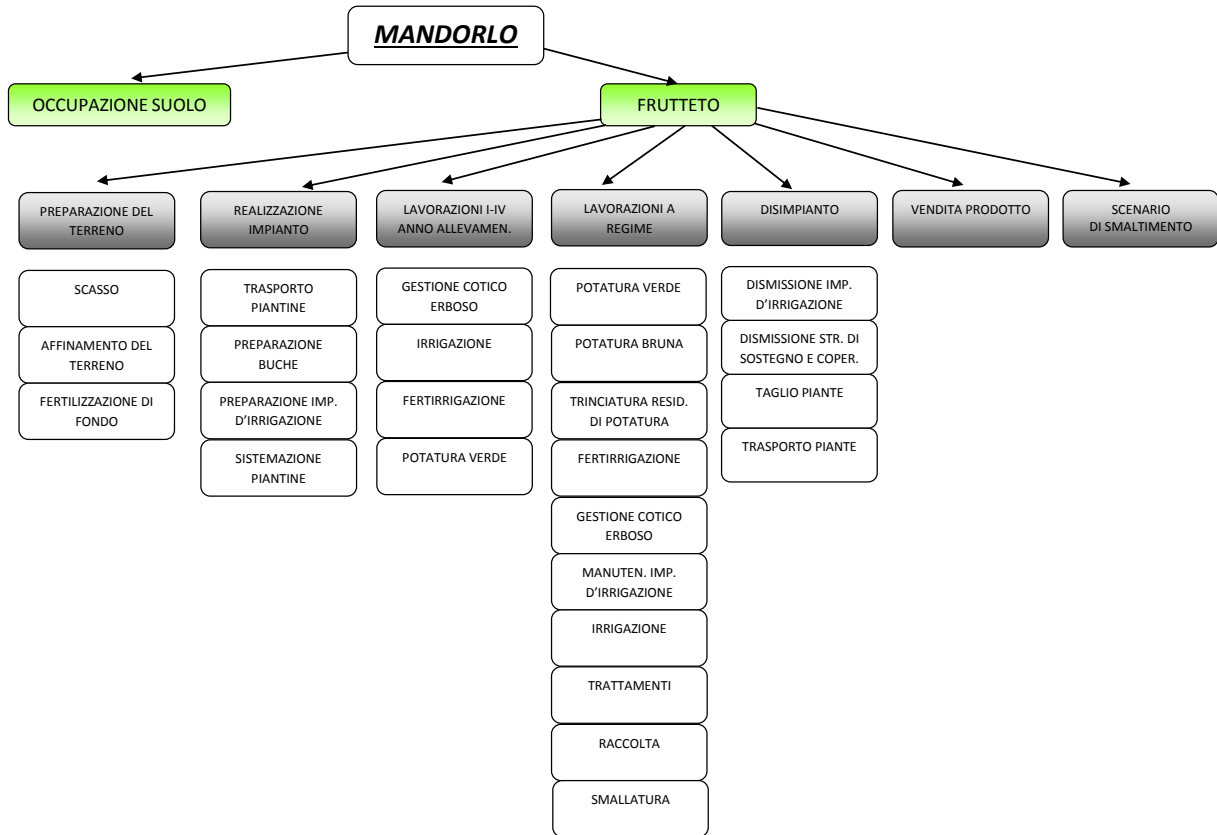 MANDORLO
OCCUPAZIONE SUOLO
FRUTTETO
PREPARAZIONE DEL
TERRENO
REALIZZAZIONE
IMPIANTO
LAVORAZIONI I-IV
ANNO ALLEVAMEN.
LAVORAZIONI A
REGIME
DISIMPIANTO
VENDITA PRODOTTO
SCENARIO
DI SMALTIMENTO
SCASSO
AFFINAMENTO DEL
TERRENO
FERTILIZZAZIONE DI
FONDO
TRASPORTO
PIANTINE
PREPARAZIONE
BUCHE
PREPARAZIONE IMP.
D’IRRIGAZIONE
SISTEMAZIONE
PIANTINE
GESTIONE COTICO
ERBOSO
IRRIGAZIONE
FERTIRRIGAZIONE
POTATURA VERDE
POTATURA VERDE
POTATURA BRUNA
TRINCIATURA RESID.
DI POTATURA
FERTIRRIGAZIONE
GESTIONE COTICO
ERBOSO
MANUTEN. IMP.
D’IRRIGAZIONE
IRRIGAZIONE
TRATTAMENTI
RACCOLTA
SMALLATURA
DISMISSIONE IMP.
D’IRRIGAZIONE
DISMISSIONE STR. DI
SOSTEGNO E COPER.
TAGLIO PIANTE
TRASPORTO PIANTE